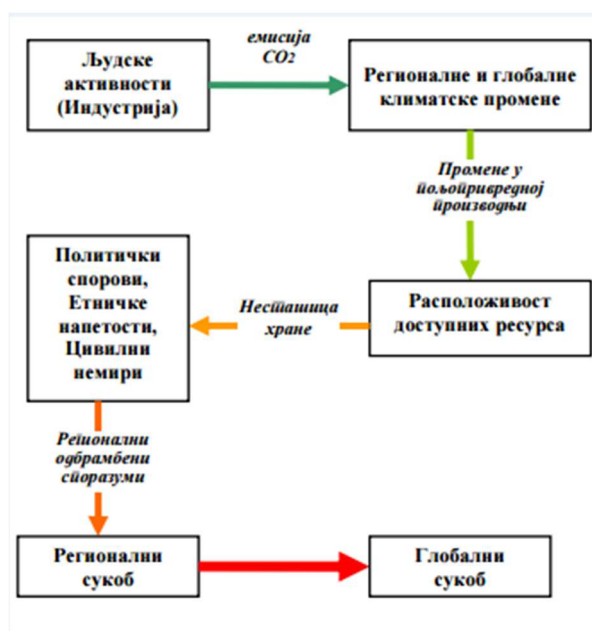 Људске
активности
(Индустрија)
емисија
CO2
Регионалне и глобалне
климатске промене
Промене у
пољопривредној
производњи
Расположивост
доступних ресурса
Несташица
хране
Политички
спорови,
Етничке
напетости,
Цивилни
немири
Регионални
одбрамбени
споразуми
Регионални
сукоб
Глобални
сукоб